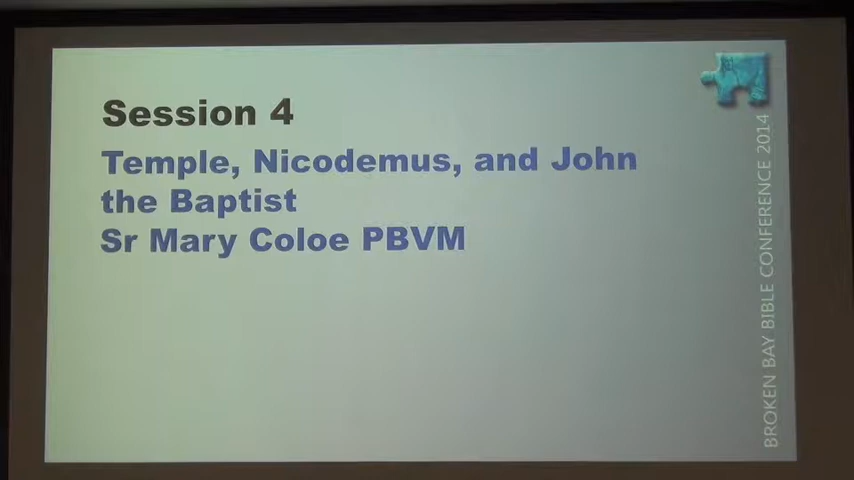 Session 4
Temple, Nicodemus, and John
the Baptist
Sr Mary Coloe PBVM
BROKEN BAY BIBLE CONFERENCE 2014